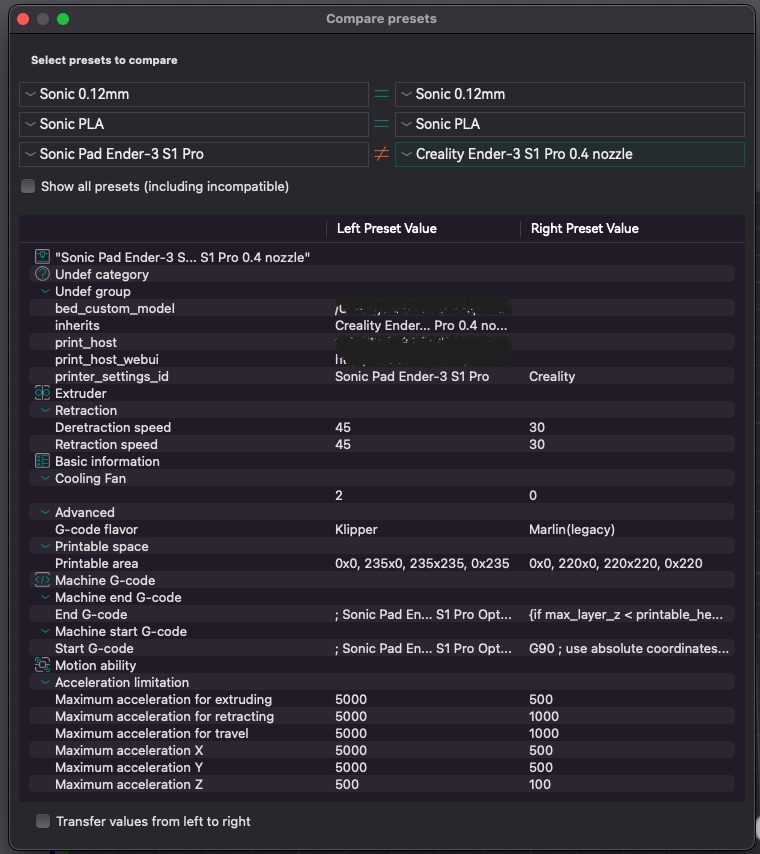 Compare presets
Select presets to compare
Sonic 0.12mm = Sonic 0.12mm
Sonic PLA = Sonic PLA
Sonic Pad Ender-3 S1 Pro ≠ Creality Ender-3 S1 Pro 0.4 nozzle
Show all presets (including incompatible)
Left Preset Value Right Preset Value
"Sonic Pad Ender-3 S... S1 Pro 0.4 nozzle"
Undef category
Undef group
bed_custom_model
inherits Creality Ender... Pro 0.4 no...
print_host
print_host_webui
printer_settings_id Sonic Pad Ender-3 S1 Pro Creality
Extruder
Retraction
Deretraction speed 45 30
Retraction speed 45 30
Basic information
Cooling Fan
2 0
Advanced
G-code flavor Klipper Marlin(legacy)
Printable space
Printable area 0x0, 235x0, 235x235, 0x235 0x0, 220x0, 220x220, 0x220
Machine G-code
Machine end G-code
End G-code ; Sonic Pad En... S1 Pro Opt... {if max_layer_z < printable_he...
Machine start G-code
Start G-code ; Sonic Pad En... S1 Pro Opt... G90 ; use absolute coordinates...
Motion ability
Acceleration limitation
Maximum acceleration for extruding 5000 500
Maximum acceleration for retracting 5000 1000
Maximum acceleration for travel 5000 1000
Maximum acceleration X 5000 500
Maximum acceleration Y 5000 500
Maximum acceleration Z 500 100
Transfer values from left to right